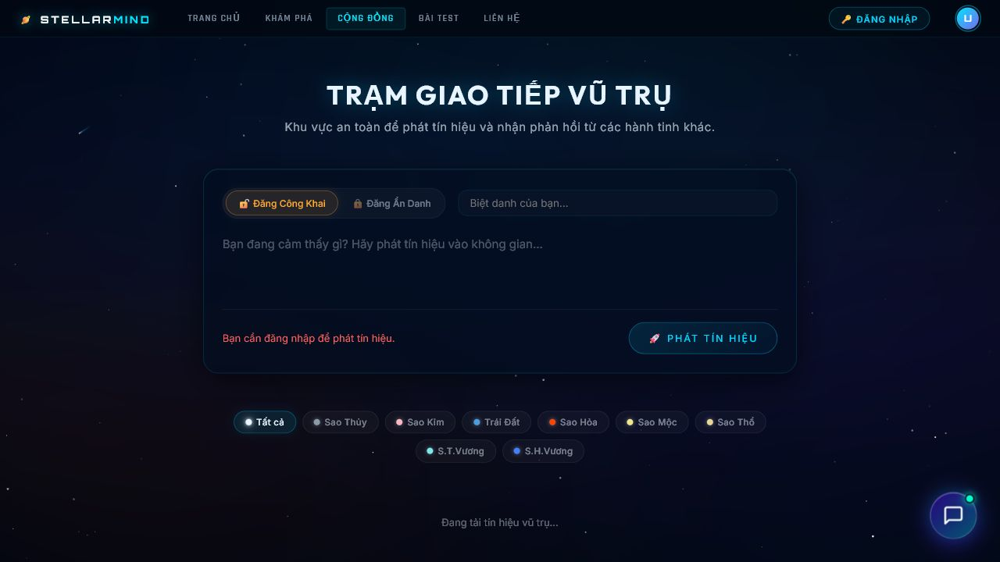 STELLARMIND
TRANG CHỦ
KHÁM PHÁ
CỘNG ĐỒNG
BÀI TEST
LIÊN HỆ
ĐĂNG NHẬP
U
TRẠM GIAO TIẾP VŨ TRỤ
Khu vực an toàn để phát tín hiệu và nhận phản hồi từ các hành tinh khác.
Đăng Công Khai
Đăng Ẩn Danh
Biệt danh của bạn...
Bạn đang cảm thấy gì? Hãy phát tín hiệu vào không gian...
Bạn cần đăng nhập để phát tín hiệu.
PHÁT TÍN HIỆU
Tất cả
Sao Thủy
Sao Kim
Trái Đất
Sao Hỏa
Sao Mộc
Sao Thổ
S.T.Vương
S.H.Vương
Đang tải tín hiệu vũ trụ...